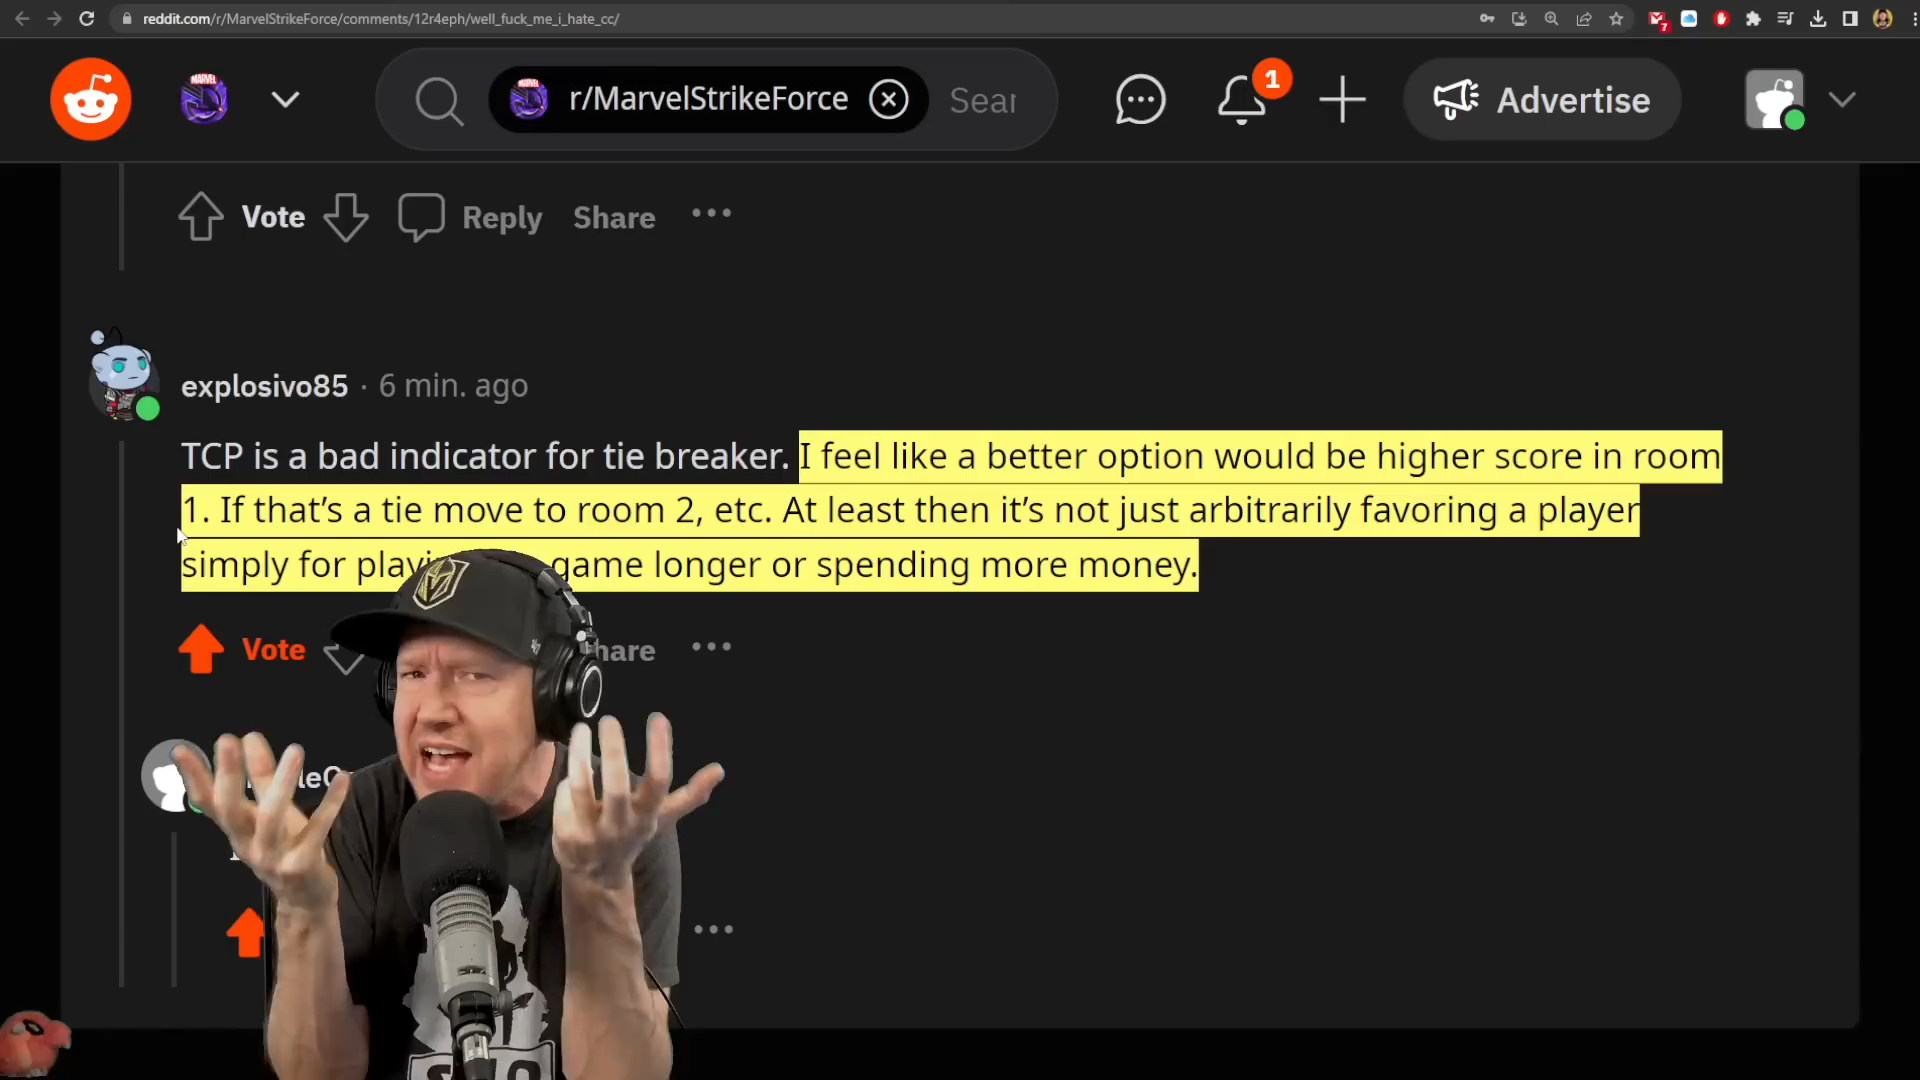 reddit.com/r/MarvelStrikeForce/comments/12r4eph/well_fuck_me_i_hate_cc/
7
MARVEL
MARVEL
r/MarvelStrikeForce
Sear
1
Advertise
Vote
Reply
Share
explosivo85 · 6 min. ago
TCP is a bad indicator for tie breaker. I feel like a better option would be higher score in room
1. If that’s a tie move to room 2, etc. At least then it’s not just arbitrarily favoring a player
simply for game longer or spending more money.
Vote